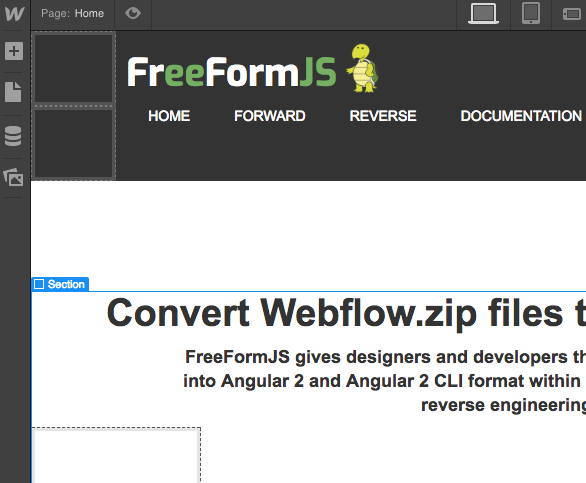 Page: Home
FreeFormJS
HOME FORWARD REVERSE DOCUMENTATION
Section
Convert Webflow.zip files t
FreeFormJS gives designers and developers th
into Angular 2 and Angular 2 CLI format within
reverse engineering